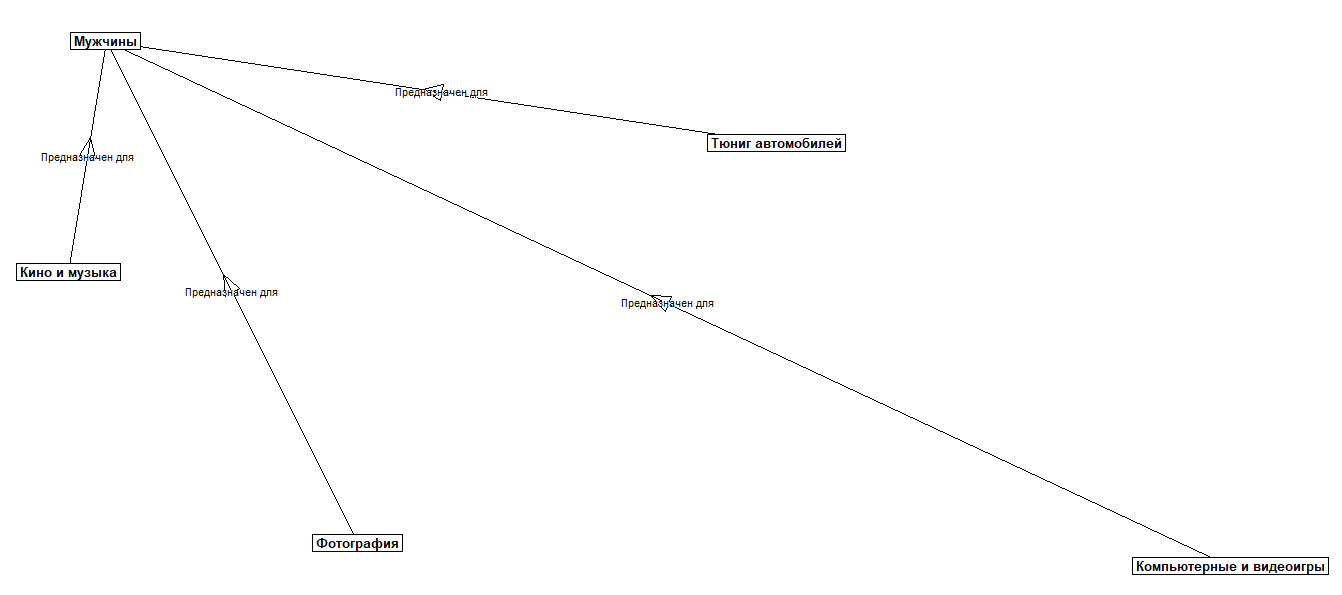 Мужчины
Предназначен для
Тюниг автомобилей
Предназначен для
Кино и музыка
Предназначен для
Предназначен для
Фотография
Компьютерные и видеоигры